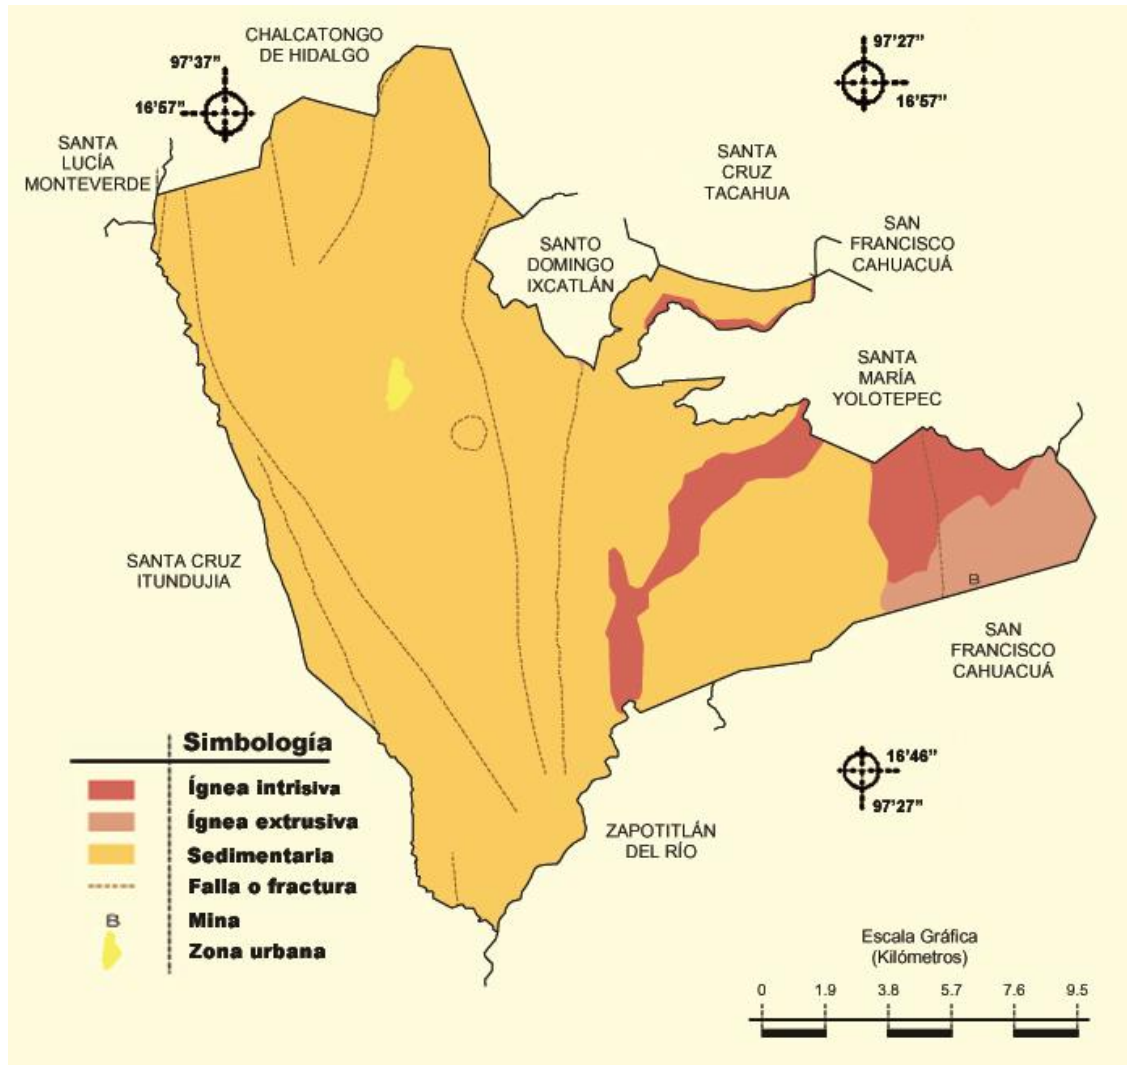 CHALCATONGO
DE HIDALGO
97'37"
16'57"
97'27"
16'57"
SANTA
LUCÍA
MONTEVERDE
SANTA
CRUZ
TACAHUA
SAN
FRANCISCO
CAHUACUÁ
SANTO
DOMINGO
IXCATLÁN
SANTA
MARÍA
YOLOTEPEC
SANTA CRUZ
ITUNDUJIA
B
SAN
FRANCISCO
CAHUACUÁ
Simbología
Ígnea intrisiva
Ígnea extrusiva
Sedimentaria
Falla o fractura
B Mina
Zona urbana
16'46"
97'27"
ZAPOTITLÁN
DEL RÍO
Escala Gráfica
(Kilómetros)
0 1.9 3.8 5.7 7.6 9.5